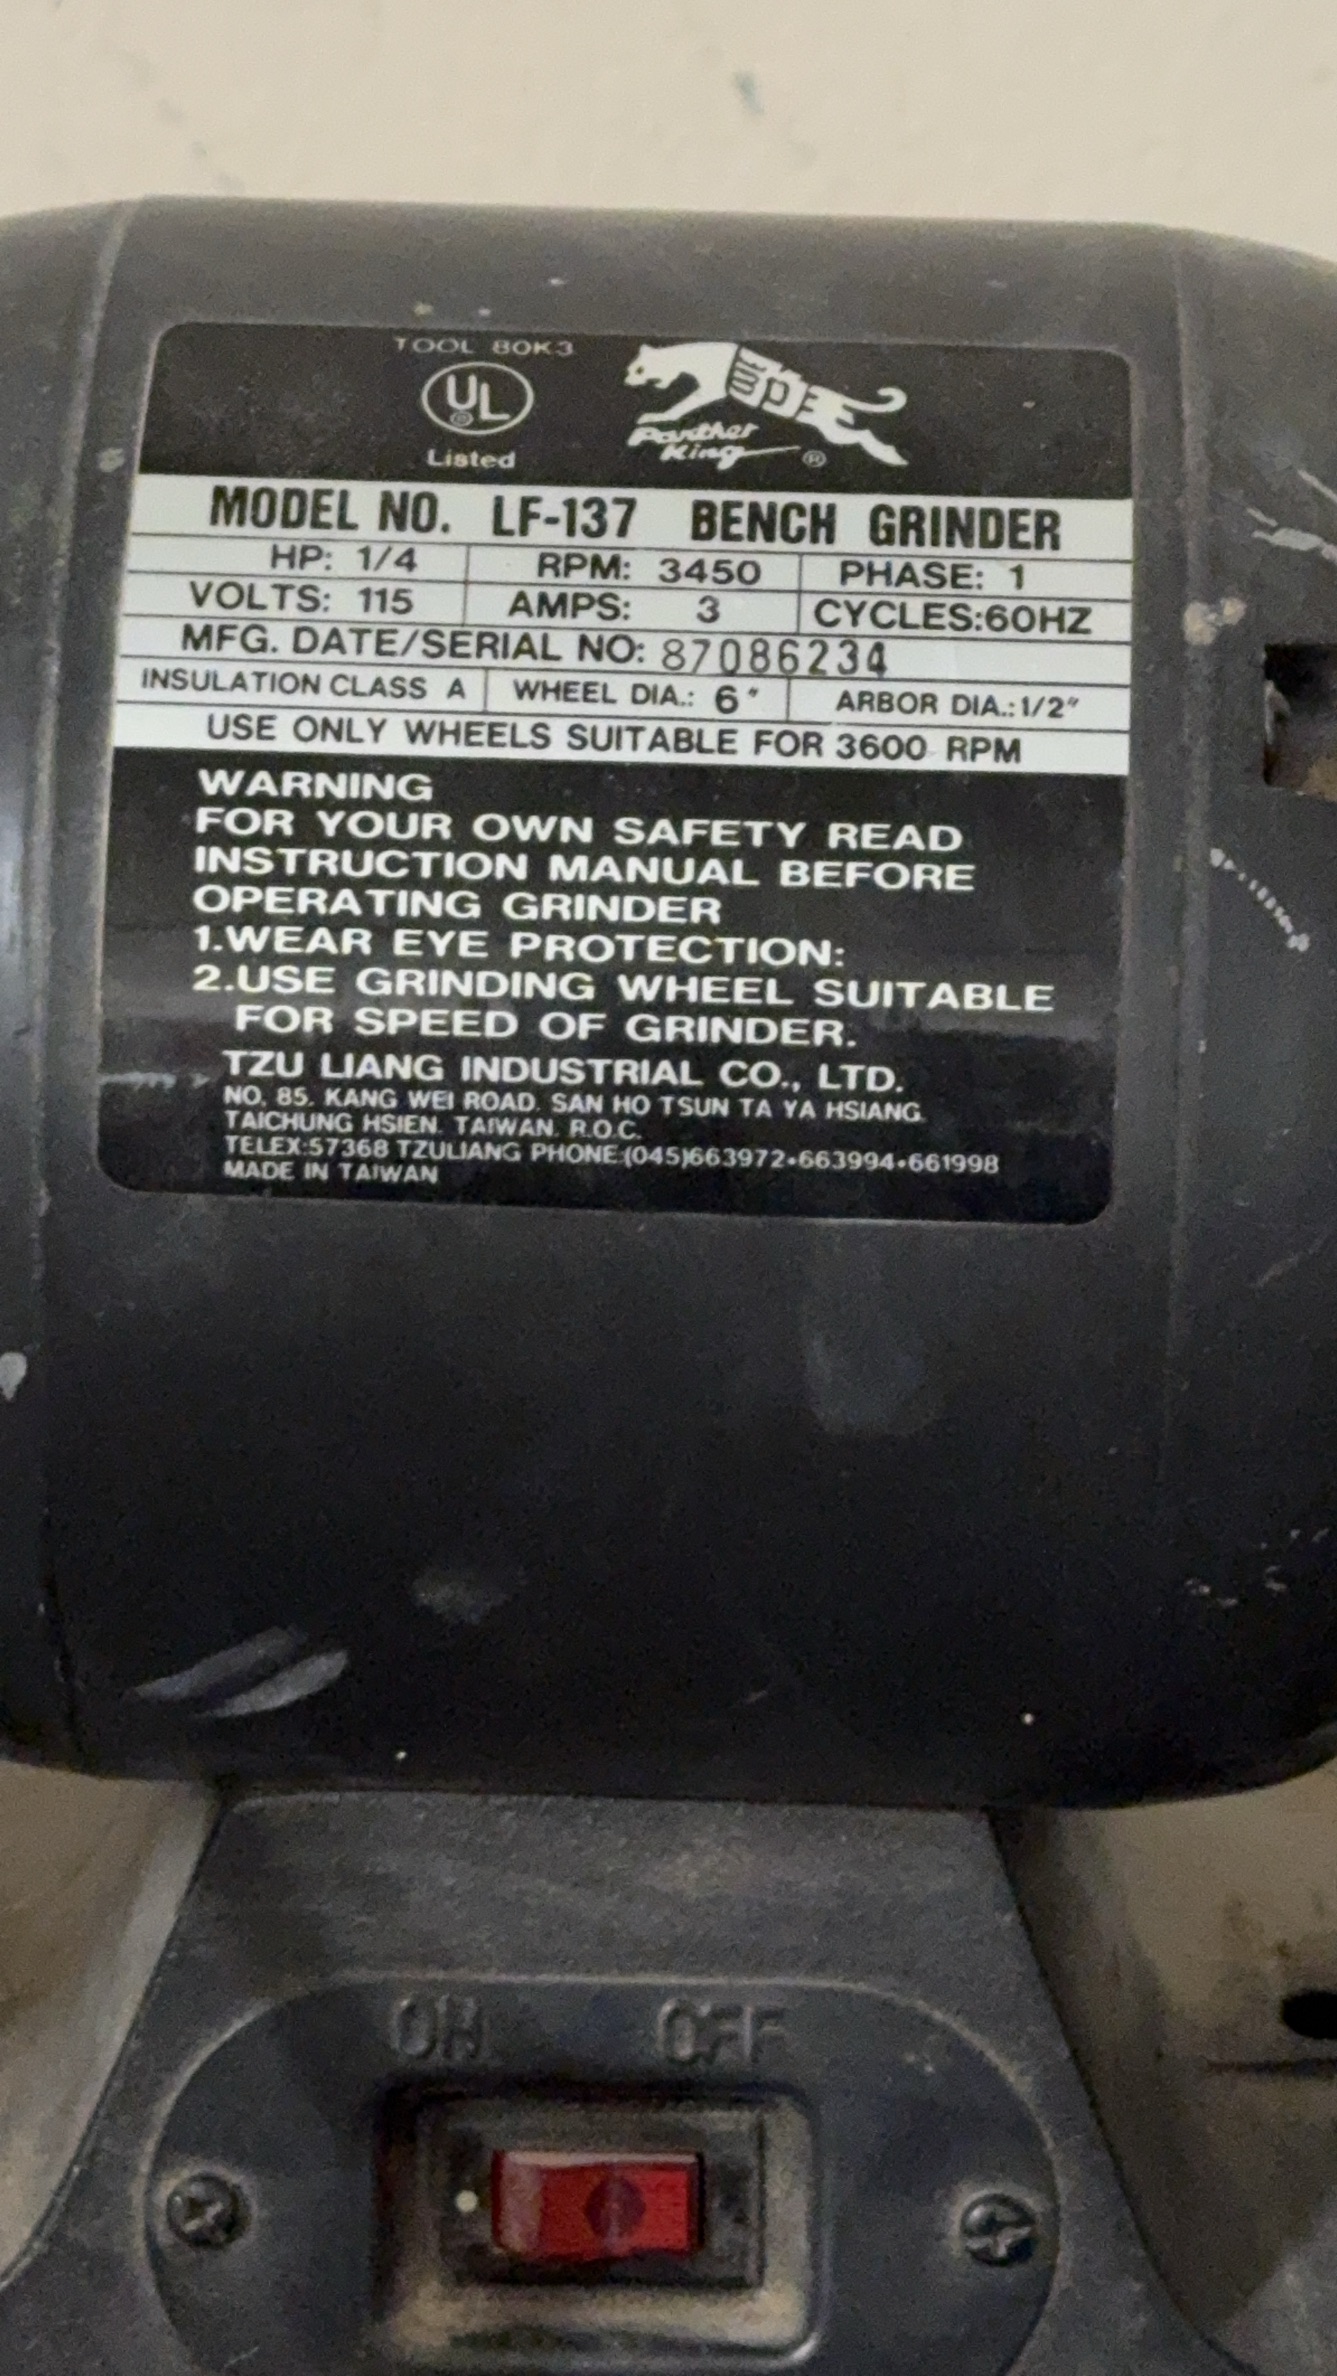 TOOL 80K3
UL
R
Listed
Panther
King
®
MODEL NO. LF-137 BENCH GRINDER
HP: 1/4 RPM: 3450 PHASE: 1
VOLTS: 115 AMPS: 3 CYCLES:60HZ
MFG. DATE/SERIAL NO: 87086234
INSULATION CLASS A WHEEL DIA.: 6" ARBOR DIA.:1/2"
USE ONLY WHEELS SUITABLE FOR 3600 RPM
WARNING
FOR YOUR OWN SAFETY READ
INSTRUCTION MANUAL BEFORE
OPERATING GRINDER
1.WEAR EYE PROTECTION:
2.USE GRINDING WHEEL SUITABLE
FOR SPEED OF GRINDER.
TZU LIANG INDUSTRIAL CO., LTD.
NO. 85. KANG WEI ROAD. SAN HO TSUN TA YA HSIANG.
TAICHUNG HSIEN. TAIWAN. R.O.C.
TELEX:57368 TZULIANG PHONE:(045)663972•663994•661998
MADE IN TAIWAN
ON OFF